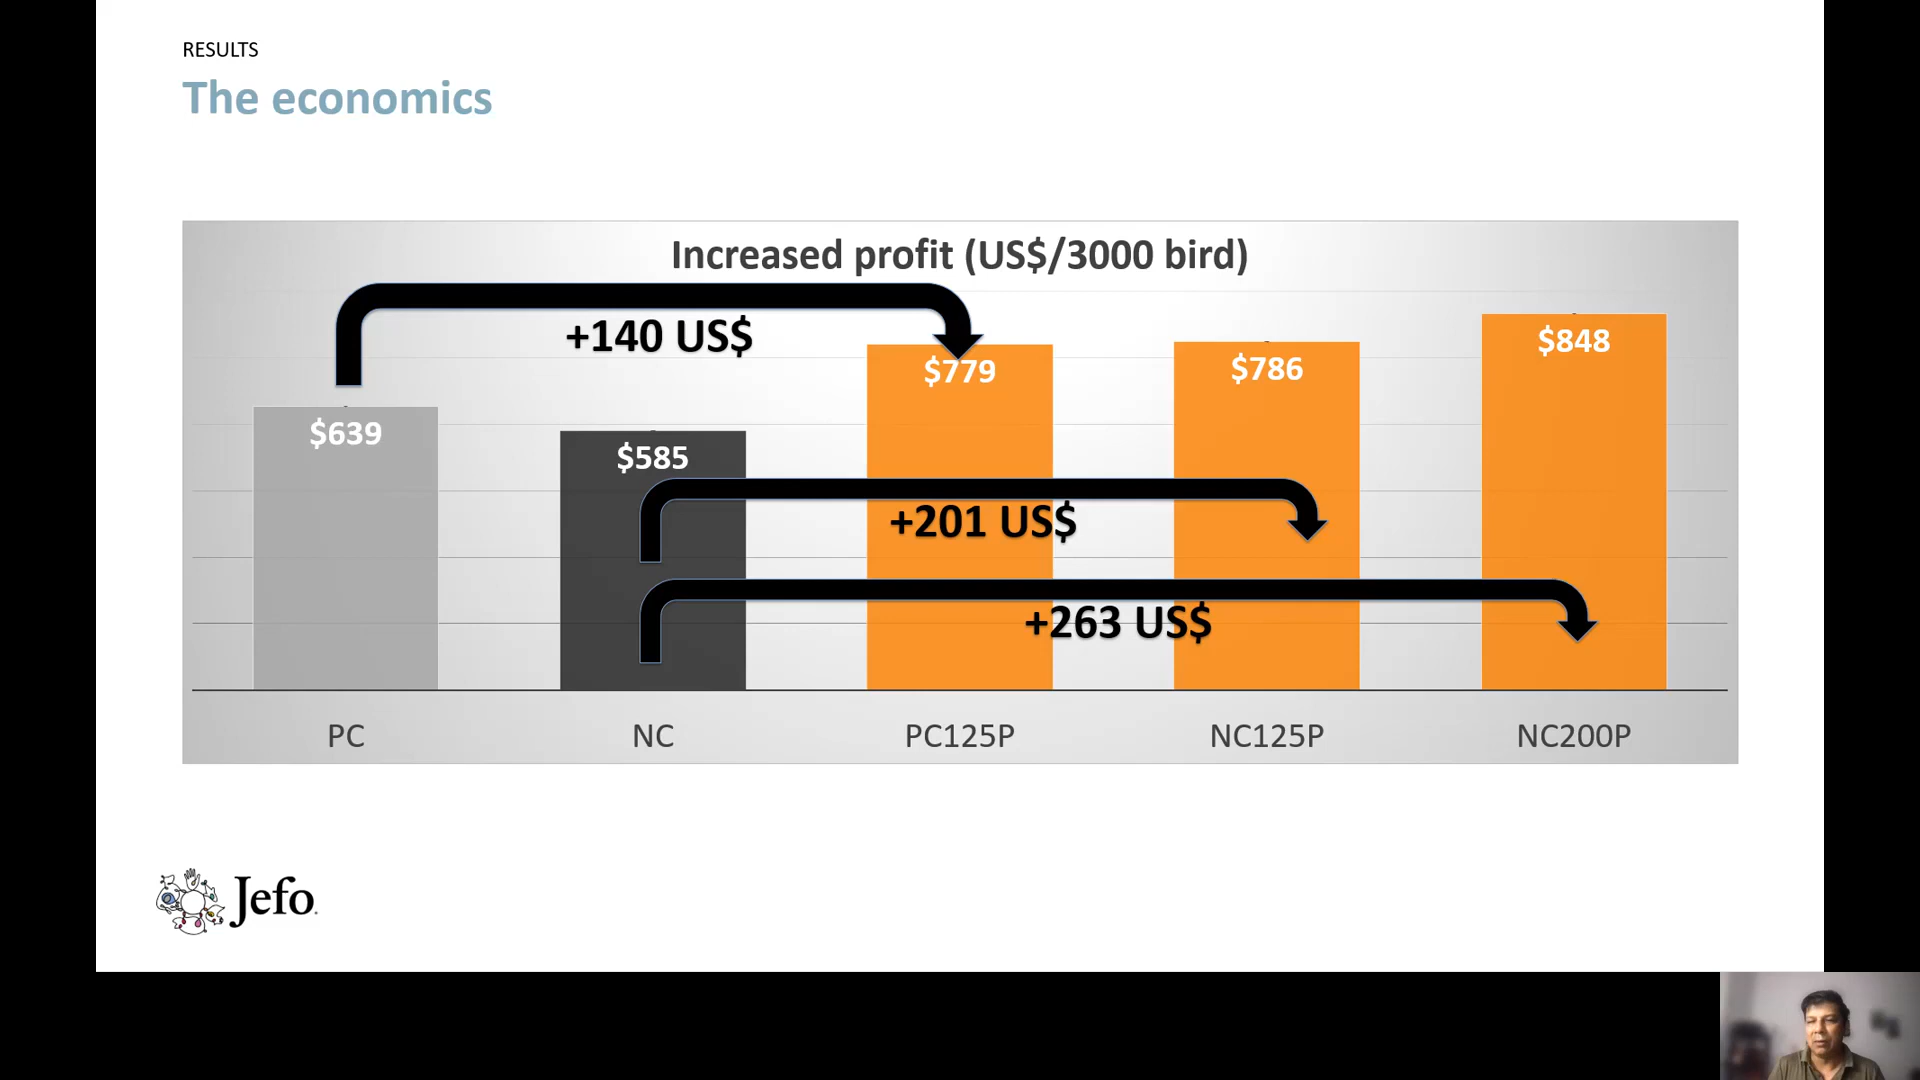 RESULTS
The economics
Increased profit (US$/3000 bird)
+140 US$
$639
$585
$779
$786
$848
+201 US$
+263 US$
PC
NC
PC125P
NC125P
NC200P
Jefo